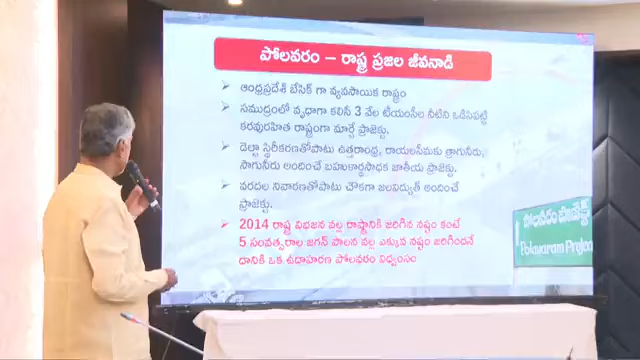 పోలవరం – రాష్ట్ర ప్రజల జీవనాడి
ఆంధ్రప్రదేశ్ బేసిక్ గా వ్యవసాయిక రాష్ట్రం
సముద్రంలో వృధాగా కలిసే 3 వేల టీయంసీల నీటిని ఒడిసిపట్టి
కరవురహిత రాష్ట్రంగా మార్చే ప్రాజెక్టు.
డెల్టా స్థిరీకరణతోపాటు ఉత్తరాంధ్ర, రాయలసీమకు త్రాగునీరు,
సాగునీరు అందించే బహుళార్థసాధక జాతీయ ప్రాజెక్టు.
వరదల నివారణతోపాటు చౌకగా జలవిద్యుత్ అందించే
ప్రాజెక్టు.
2014 రాష్ట్ర విభజన వల్ల రాష్ట్రానికి జరిగిన నష్టం కంటే
5 సంవత్సరాల జగన్ పాలన వల్ల ఎక్కువ నష్టం జరిగిందనే
దానికి ఒక ఉదాహరణ పోలవరం విధ్వంసం
పోలవరం ప్రాజెక్ట్
Polavaram Project